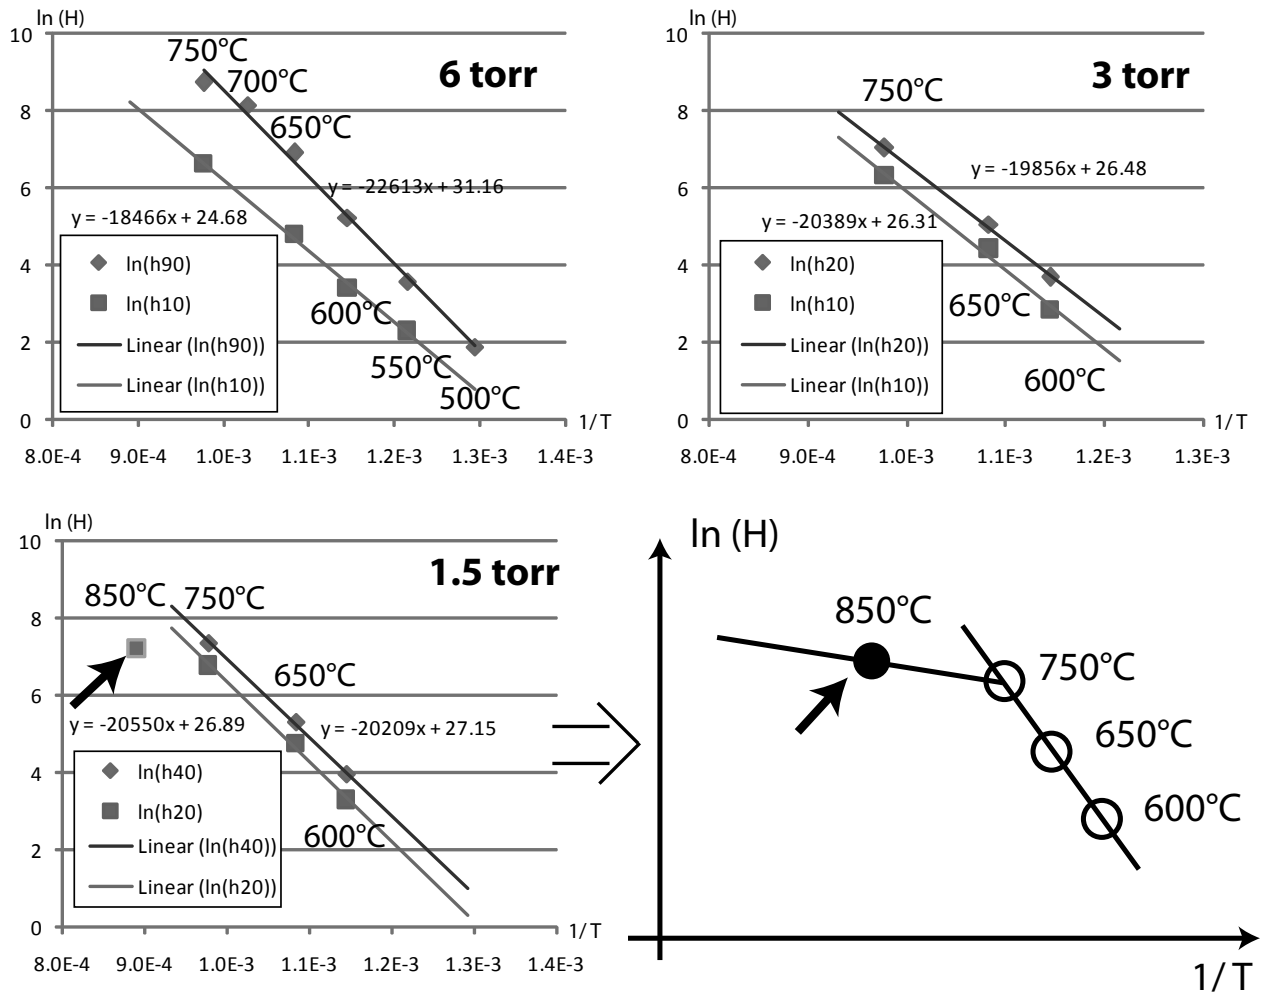 ln (H)
10
8
6
4
2
0
750°C
700°C
650°C
6 torr
y = -22613x + 31.16
y = -18466x + 24.68
ln(h90)
ln(h10)
Linear (ln(h90))
Linear (ln(h10))
600°C
550°C
500°C
1/ T
8.0E-4 9.0E-4 1.0E-3 1.1E-3 1.2E-3 1.3E-3 1.4E-3
ln (H)
10
8
6
4
2
0
750°C
3 torr
y = -19856x + 26.48
y = -20389x + 26.31
ln(h20)
ln(h10)
Linear (ln(h20))
Linear (ln(h10))
650°C
600°C
1/ T
8.0E-4 9.0E-4 1.0E-3 1.1E-3 1.2E-3 1.3E-3
ln (H)
10
8
6
4
2
0
1.5 torr
850°C 750°C
650°C
y = -20550x + 26.89
y = -20209x + 27.15
ln(h40)
ln(h20)
Linear (ln(h40))
Linear (ln(h20))
600°C
1/ T
8.0E-4 9.0E-4 1.0E-3 1.1E-3 1.2E-3 1.3E-3 1.4E-3
ln (H)
850°C
750°C
650°C
600°C
1/ T